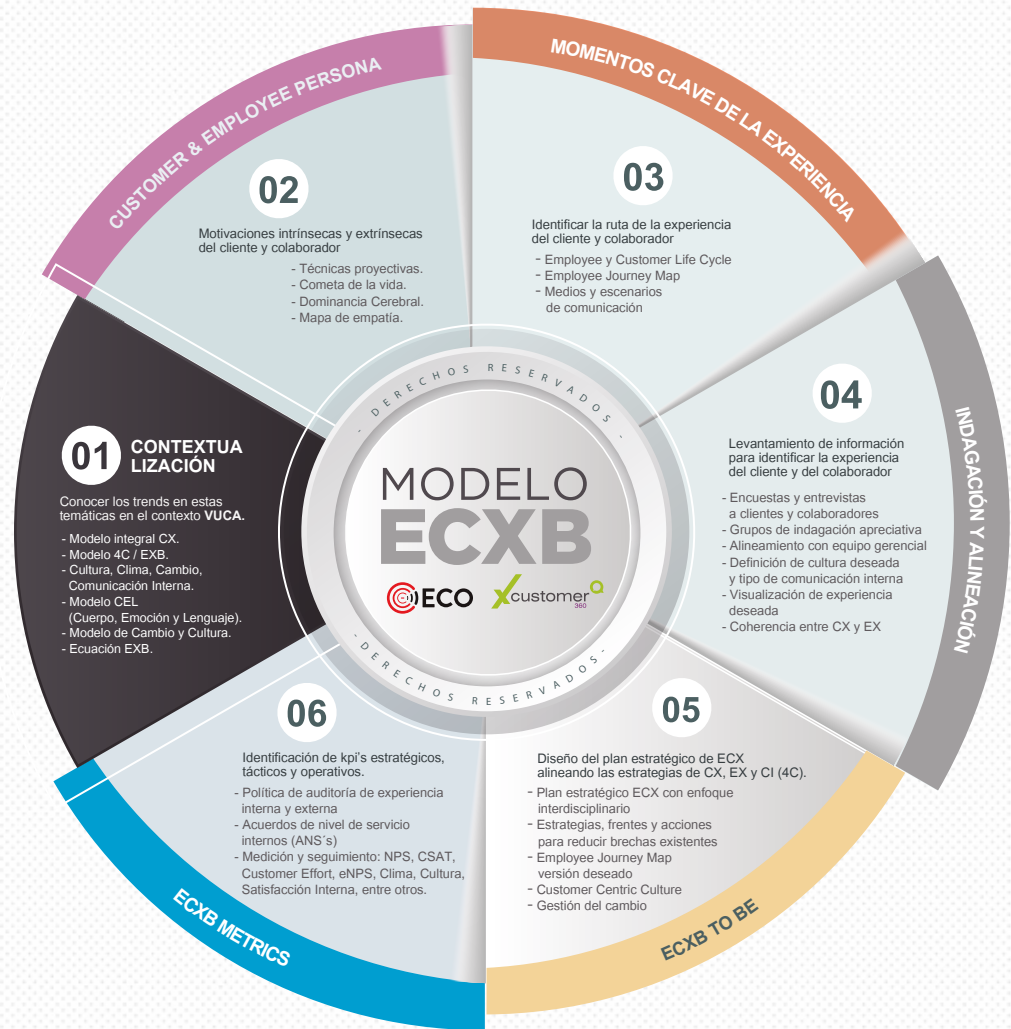 MODELO
ECXB
ECO
customer
360
- DERECHOS RESERVADOS -
- DERECHOS RESERVADOS -
01
CONTEXTUA
LIZACIÓN
Conocer los trends en estas
temáticas en el contexto VUCA.
- Modelo integral CX.
- Modelo 4C / EXB.
- Cultura, Clima, Cambio,
Comunicación Interna.
- Modelo CEL
(Cuerpo, Emoción y Lenguaje).
- Modelo de Cambio y Cultura.
- Ecuación EXB.
CUSTOMER & EMPLOYEE PERSONA
02
Motivaciones intrínsecas y extrínsecas
del cliente y colaborador
- Técnicas proyectivas.
- Cometa de la vida.
- Dominancia Cerebral.
- Mapa de empatía.
MOMENTOS CLAVE DE LA EXPERIENCIA
03
Identificar la ruta de la experiencia
del cliente y colaborador
- Employee y Customer Life Cycle
- Employee Journey Map
- Medios y escenarios
de comunicación
INDAGACIÓN Y ALINEACIÓN
04
Levantamiento de información
para identificar la experiencia
del cliente y del colaborador
- Encuestas y entrevistas
a clientes y colaboradores
- Grupos de indagación apreciativa
- Alineamiento con equipo gerencial
- Definición de cultura deseada
y tipo de comunicación interna
- Visualización de experiencia
deseada
- Coherencia entre CX y EX
ECXB TO BE
05
Diseño del plan estratégico de ECX
alineando las estrategias de CX, EX y CI (4C).
- Plan estratégico ECX con enfoque
interdisciplinario
- Estrategias, frentes y acciones
para reducir brechas existentes
- Employee Journey Map
versión deseado
- Customer Centric Culture
- Gestión del cambio
ECXB METRICS
06
Identificación de kpi's estratégicos,
tácticos y operativos.
- Política de auditoría de experiencia
interna y externa
- Acuerdos de nivel de servicio
internos (ANS´s)
- Medición y seguimiento: NPS, CSAT,
Customer Effort, eNPS, Clima, Cultura,
Satisfacción Interna, entre otros.